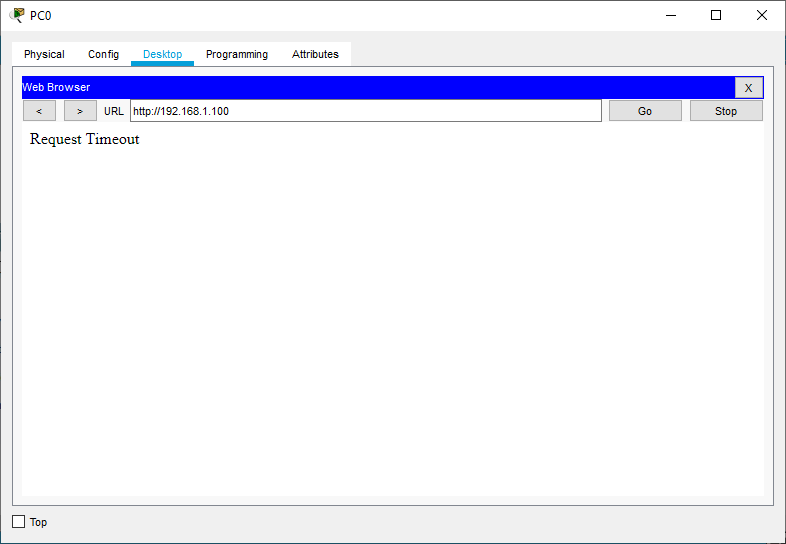 PC0
Physical Config Desktop Programming Attributes
Web Browser X
< > URL http://192.168.1.100 Go Stop
Request Timeout
Top